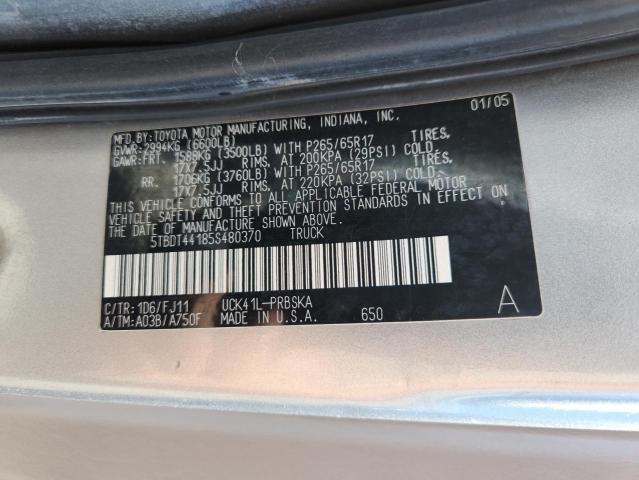 MFD.BY: TOYOTA MOTOR MANUFACTURING, INDIANA, INC. 01/05
GVWR: 2994KG (6600LB)
GAWR: FRT. 1588KG (3500LB) WITH P265/65R17 TIRES,
17X7.5JJ RIMS, AT 200KPA (29PSI) COLD
RR. 1706KG (3760LB) WITH P265/65R17 TIRES,
17X7.5JJ RIMS, AT 220KPA (32PSI) COLD
THIS VEHICLE CONFORMS TO ALL APPLICABLE FEDERAL MOTOR
VEHICLE SAFETY AND THEFT PREVENTION STANDARDS IN EFFECT ON
THE DATE OF MANUFACTURE SHOWN ABOVE.
5TBDT44185S480370 TRUCK
C/TR: 1D6/FJ11 UCK41L-PRBSKA A
A/TM: A03B/A750F MADE IN U.S.A. 650